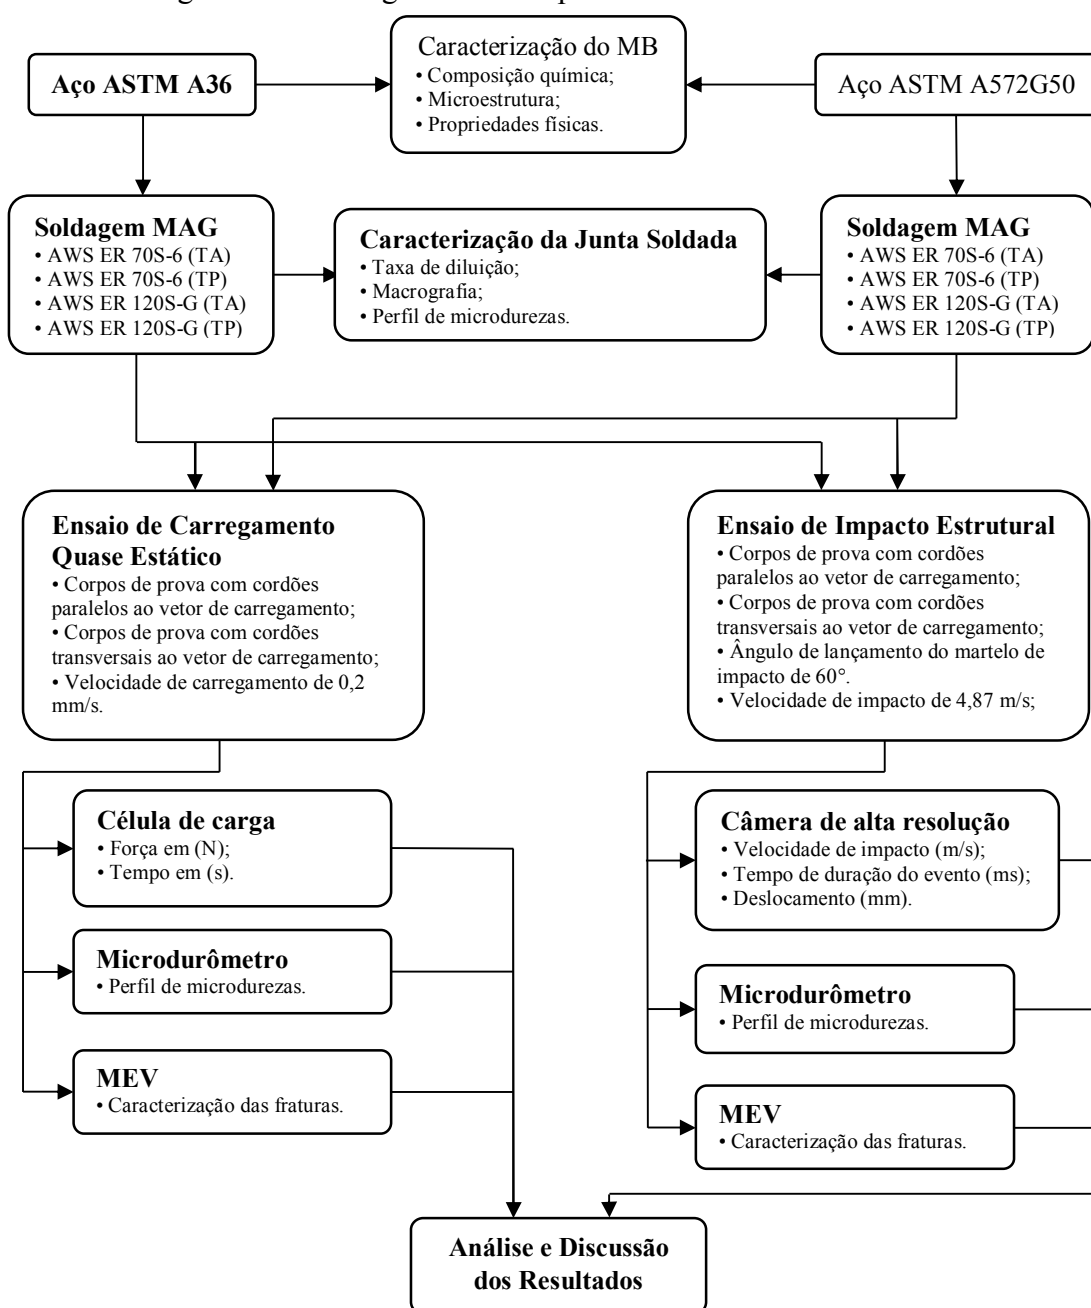 Caracterização do MB
• Composição química;
• Microestrutura;
• Propriedades físicas.
Aço ASTM A36
Aço ASTM A572G50
Soldagem MAG
• AWS ER 70S-6 (TA)
• AWS ER 70S-6 (TP)
• AWS ER 120S-G (TA)
• AWS ER 120S-G (TP)
Caracterização da Junta Soldada
• Taxa de diluição;
• Macrografia;
• Perfil de microdurezas.
Soldagem MAG
• AWS ER 70S-6 (TA)
• AWS ER 70S-6 (TP)
• AWS ER 120S-G (TA)
• AWS ER 120S-G (TP)
Ensaio de Carregamento
Quase Estático
• Corpos de prova com cordões
paralelos ao vetor de carregamento;
• Corpos de prova com cordões
transversais ao vetor de carregamento;
• Velocidade de carregamento de 0,2
mm/s.
Ensaio de Impacto Estrutural
• Corpos de prova com cordões
paralelos ao vetor de carregamento;
• Corpos de prova com cordões
transversais ao vetor de carregamento;
• Ângulo de lançamento do martelo de
impacto de 60°.
• Velocidade de impacto de 4,87 m/s;
Célula de carga
• Força em (N);
• Tempo em (s).
Microdurômetro
• Perfil de microdurezas.
MEV
• Caracterização das fraturas.
Câmera de alta resolução
• Velocidade de impacto (m/s);
• Tempo de duração do evento (ms);
• Deslocamento (mm).
Microdurômetro
• Perfil de microdurezas.
MEV
• Caracterização das fraturas.
Análise e Discussão
dos Resultados